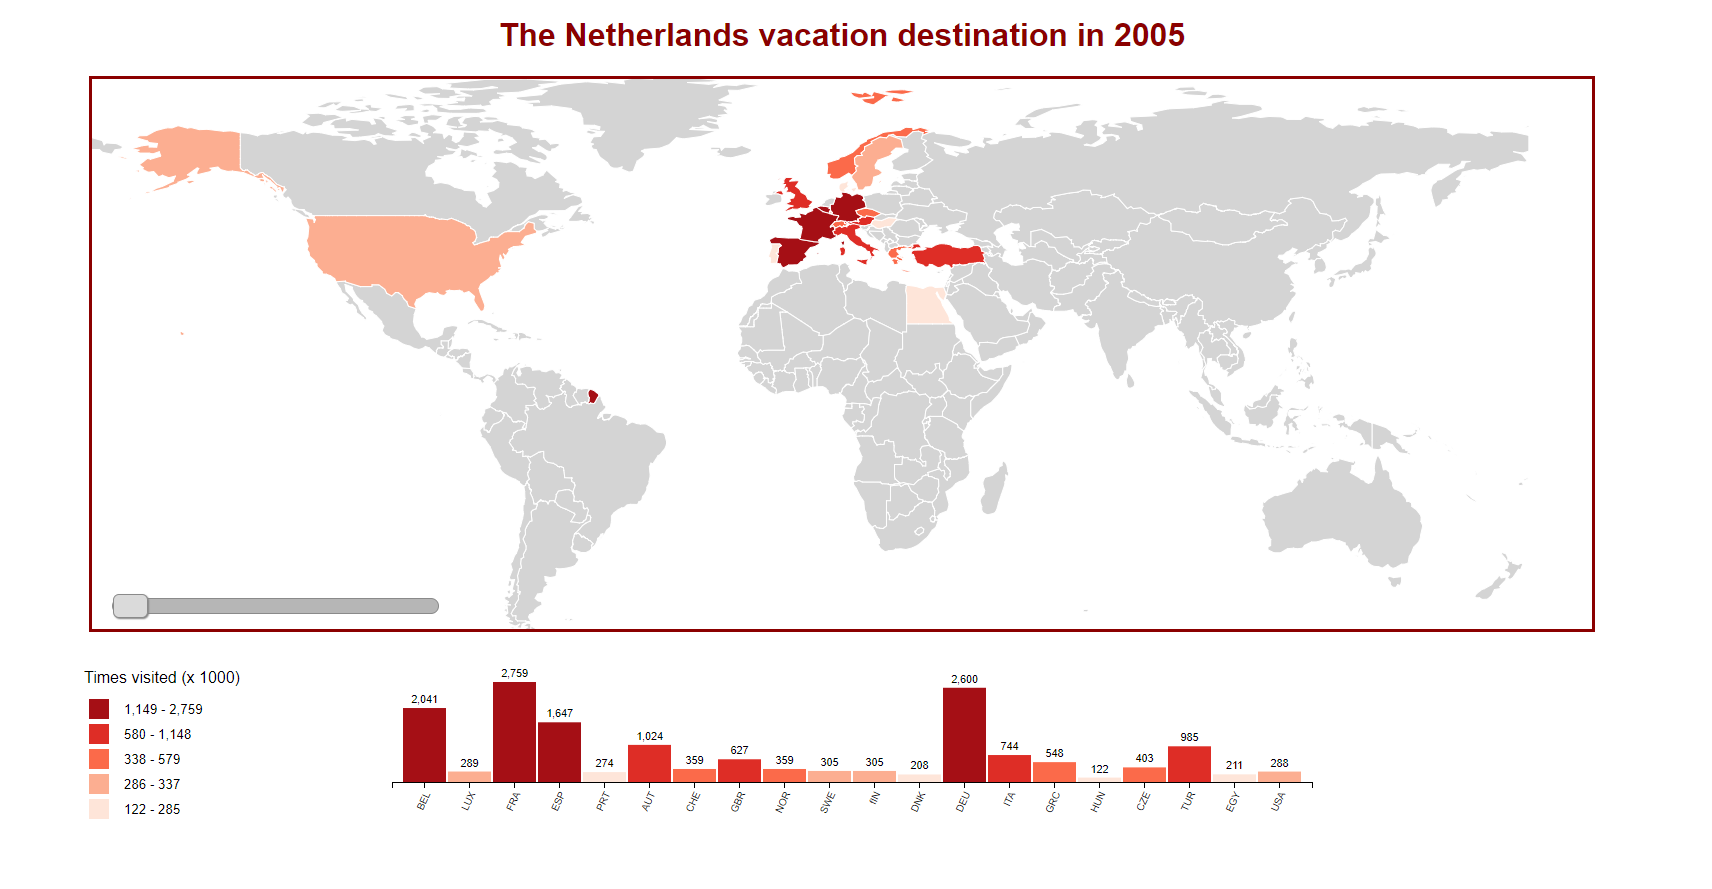 The Netherlands vacation destination in 2005
Times visited (x 1000)
1,149 - 2,759
580 - 1,148
338 - 579
286 - 337
122 - 285
2,041
289
2,759
1,647
274
1,024
359
627
359
305
305
208
2,600
744
548
122
403
985
211
288
BEL
LUX
FRA
ESP
PRT
AUT
CHE
GBR
NOR
SWE
IIN
DNK
DEU
ITA
GRC
HUN
CZE
TUR
EGY
USA